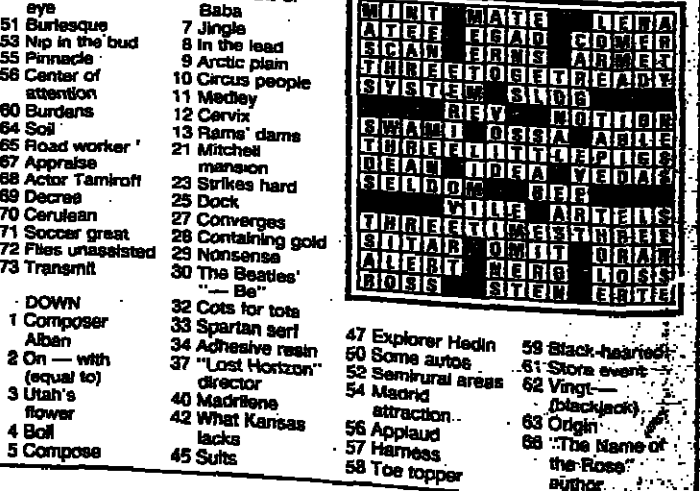 eye
51 Burlesque
53 Nip in the bud
55 Pinnacle
56 Center of
attention
60 Burdens
64 Soil
65 Road worker
67 Appraise
68 Actor Tamiroff
69 Decree
70 Cerulean
71 Soccer great
72 Flies unassisted
73 Transmit
DOWN
1 Composer
Alban
2 On — with
(equal to)
3 Utah's
flower
4 Boil
5 Compose
Baba
7 Jingle
8 In the lead
9 Arctic plain
10 Circus people
11 Medley
12 Cervix
13 Rams' dams
21 Mitchell
mansion
23 Strikes hard
25 Dock
27 Converges
28 Containing gold
29 Nonsense
30 The Beatles'
"— Be"
32 Cots for tots
33 Spartan serf
34 Adhesive resin
37 "Lost Horizon"
director
40 Madrilene
42 What Kansas
lacks
45 Suits
MINT MATE LENA
ATEE EGAD COMER
SCAN ERNS ARMET
THREETOGETREADY
SYSTEM SLOG
REV NOTION
SWAMI OSSA ABLE
THREELITTLEPIGS
DEAN IDEA VEDAS
SELDOM BEE
VILE ARTELS
THREETIMESTHREE
SITAR OMIT ORAN
ALERT NERO LOSS
ROSS STEN ERTE
47 Explorer Hedin
50 Some autos
52 Semirural areas
54 Madrid
attraction
56 Applaud
57 Harness
58 Toe topper
59 Black-hearted
61 Store event
62 Vingt-—
(blackjack)
63 Origin
66 "The Name of
the Rose"
author